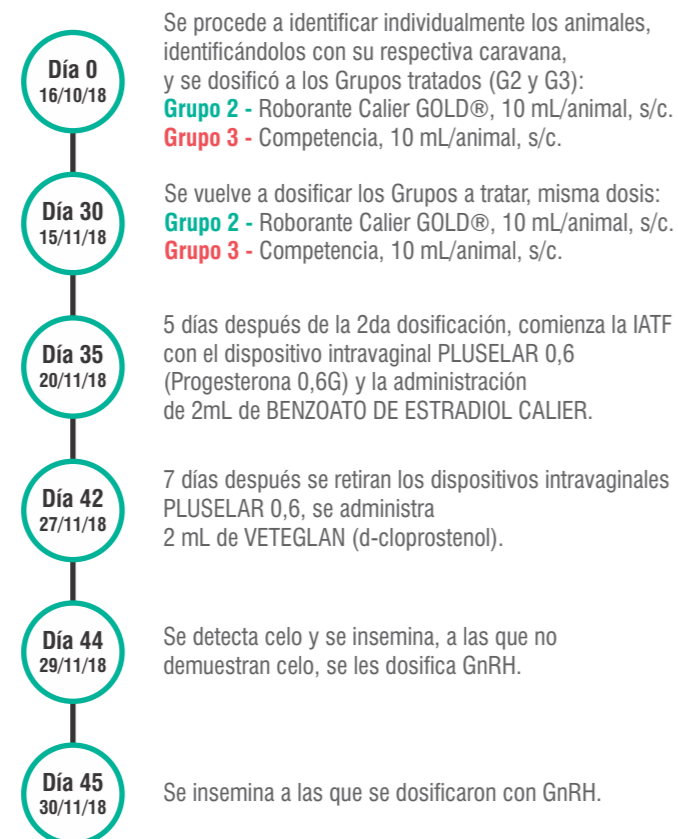 Día 0
16/10/18
Se procede a identificar individualmente los animales,
identificándolos con su respectiva caravana,
y se dosificó a los Grupos tratados (G2 y G3):
Grupo 2 - Roborante Calier GOLD®, 10 mL/animal, s/c.
Grupo 3 - Competencia, 10 mL/animal, s/c.
Día 30
15/11/18
Se vuelve a dosificar los Grupos a tratar, misma dosis:
Grupo 2 - Roborante Calier GOLD®, 10 mL/animal, s/c.
Grupo 3 - Competencia, 10 mL/animal, s/c.
Día 35
20/11/18
5 días después de la 2da dosificación, comienza la IATF
con el dispositivo intravaginal PLUSELAR 0,6
(Progesterona 0,6G) y la administración
de 2mL de BENZOATO DE ESTRADIOL CALIER.
Día 42
27/11/18
7 días después se retiran los dispositivos intravaginales
PLUSELAR 0,6, se administra
2 mL de VETEGLAN (d-cloprostenol).
Día 44
29/11/18
Se detecta celo y se insemina, a las que no
demuestran celo, se les dosifica GnRH.
Día 45
30/11/18
Se insemina a las que se dosificaron con GnRH.